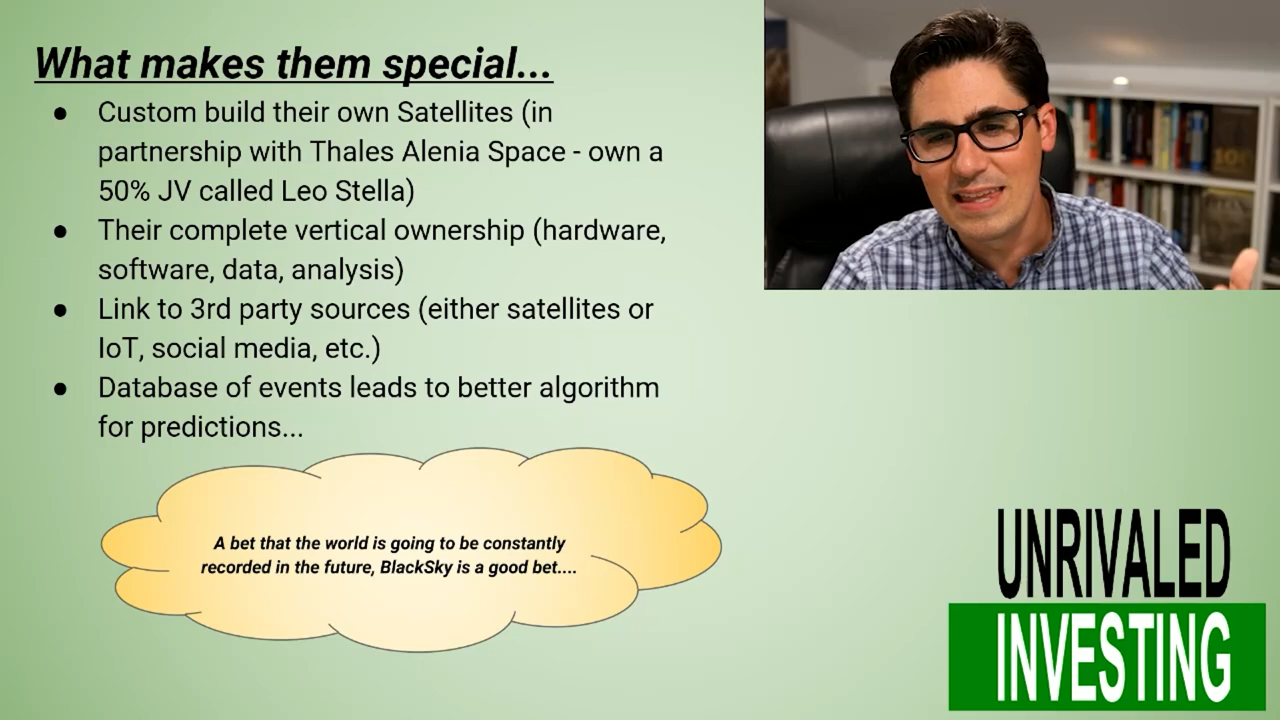 What makes them special...
● Custom build their own Satellites (in
partnership with Thales Alenia Space - own a
50% JV called Leo Stella)
● Their complete vertical ownership (hardware,
software, data, analysis)
● Link to 3rd party sources (either satellites or
IoT, social media, etc.)
● Database of events leads to better algorithm
for predictions...
A bet that the world is going to be constantly
recorded in the future, BlackSky is a good bet....
UNRIVALED
INVESTING